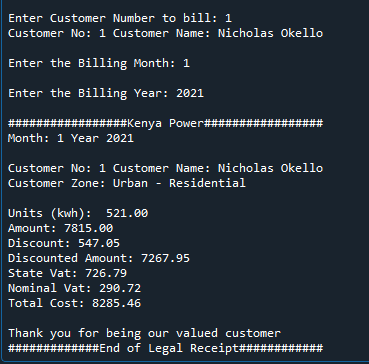 Enter Customer Number to bill: 1
Customer No: 1 Customer Name: Nicholas Okello
Enter the Billing Month: 1
Enter the Billing Year: 2021
#################Kenya Power#################
Month: 1 Year 2021
Customer No: 1 Customer Name: Nicholas Okello
Customer Zone: Urban - Residential
Units (kwh):  521.00
Amount: 7815.00
Discount: 547.05
Discounted Amount: 7267.95
State Vat: 726.79
Nominal Vat: 290.72
Total Cost: 8285.46
Thank you for being our valued customer
#############End of Legal Receipt############